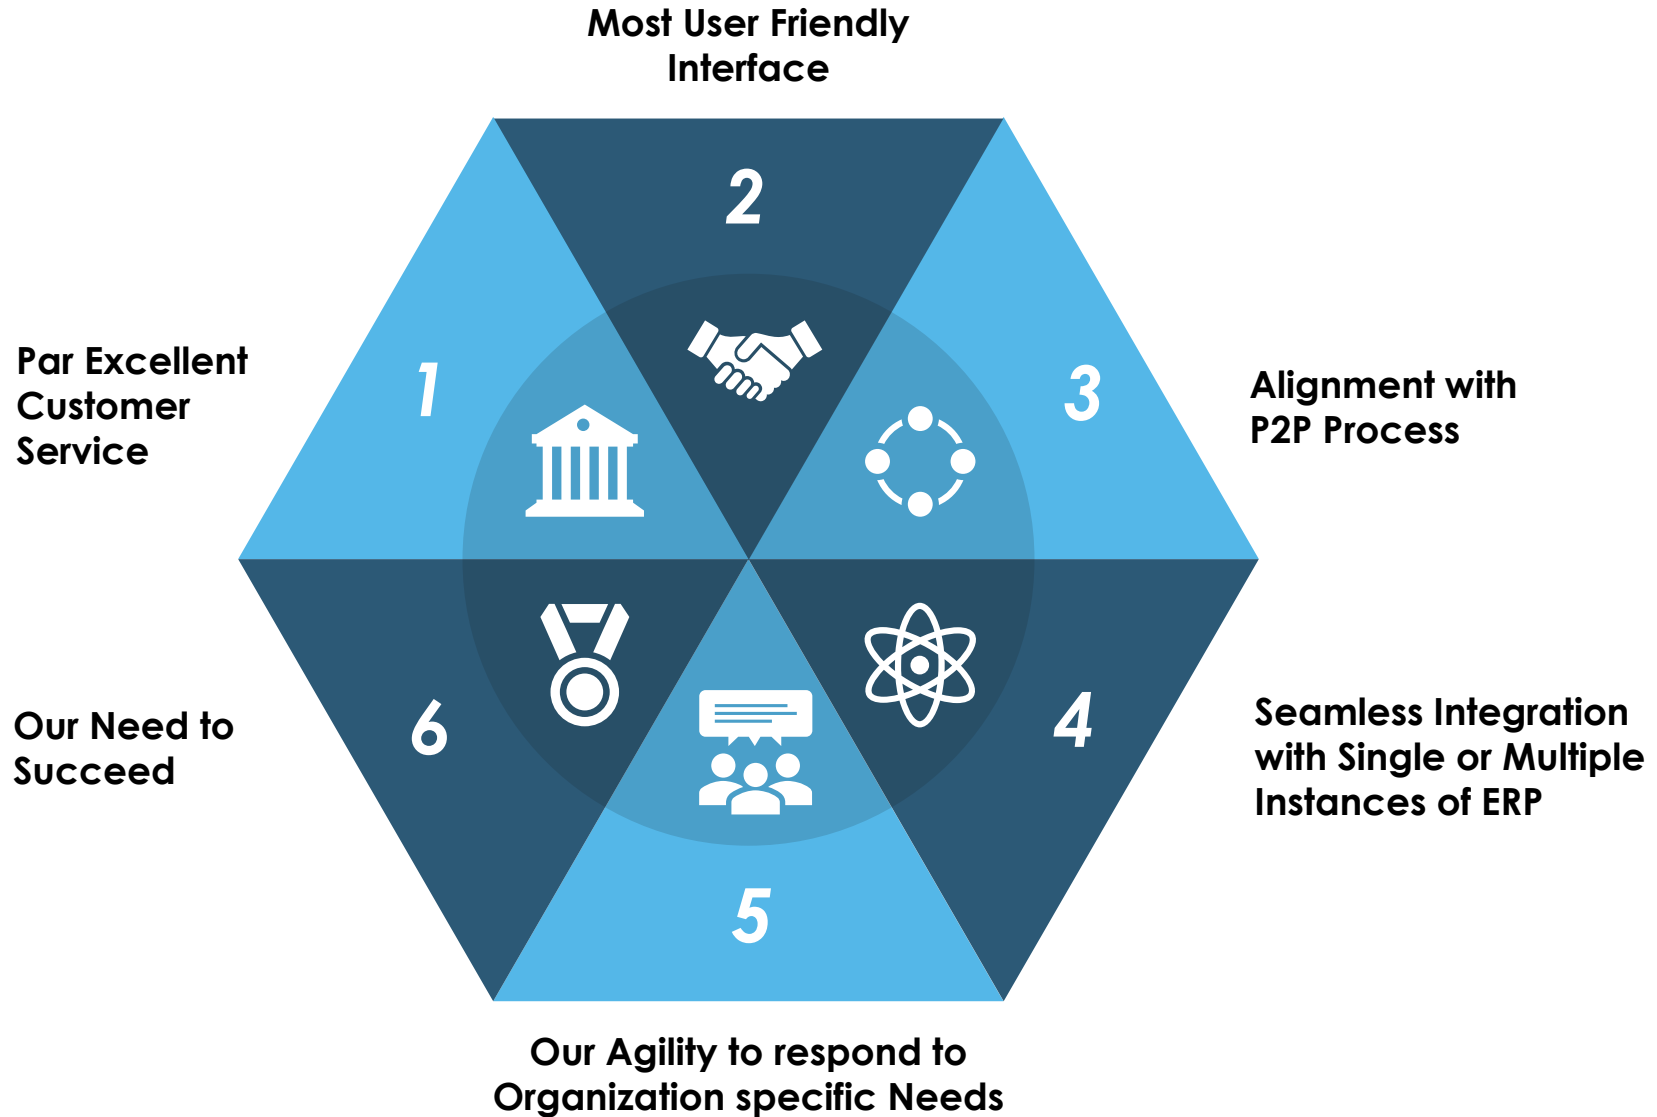 Most User Friendly
Interface
2
Par Excellent
Customer
Service
1
3
Alignment with
P2P Process
Our Need to
Succeed
6
4
Seamless Integration
with Single or Multiple
Instances of ERP
5
Our Agility to respond to
Organization specific Needs